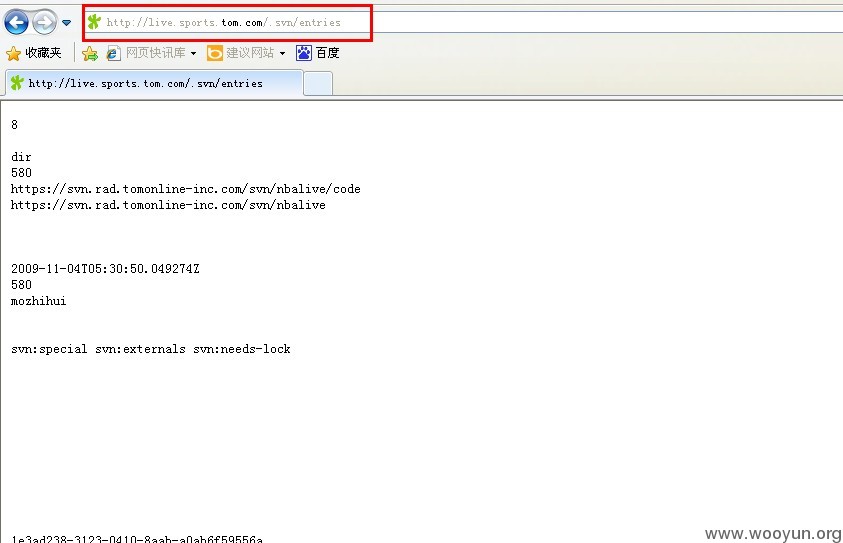 http://live.sports.tom.com/.svn/entries
收藏夹 网页快讯库 建议网站 百度
http://live.sports.tom.com/.svn/entries
8
dir
580
https://svn.rad.tomonline-inc.com/svn/nbalive/code
https://svn.rad.tomonline-inc.com/svn/nbalive
2009-11-04T05:30:50.049274Z
580
mozhihui
svn:special svn:externals svn:needs-lock
1e3ad238-3123-0410-8aab-a0ab6f59556a
www.wooyun.org